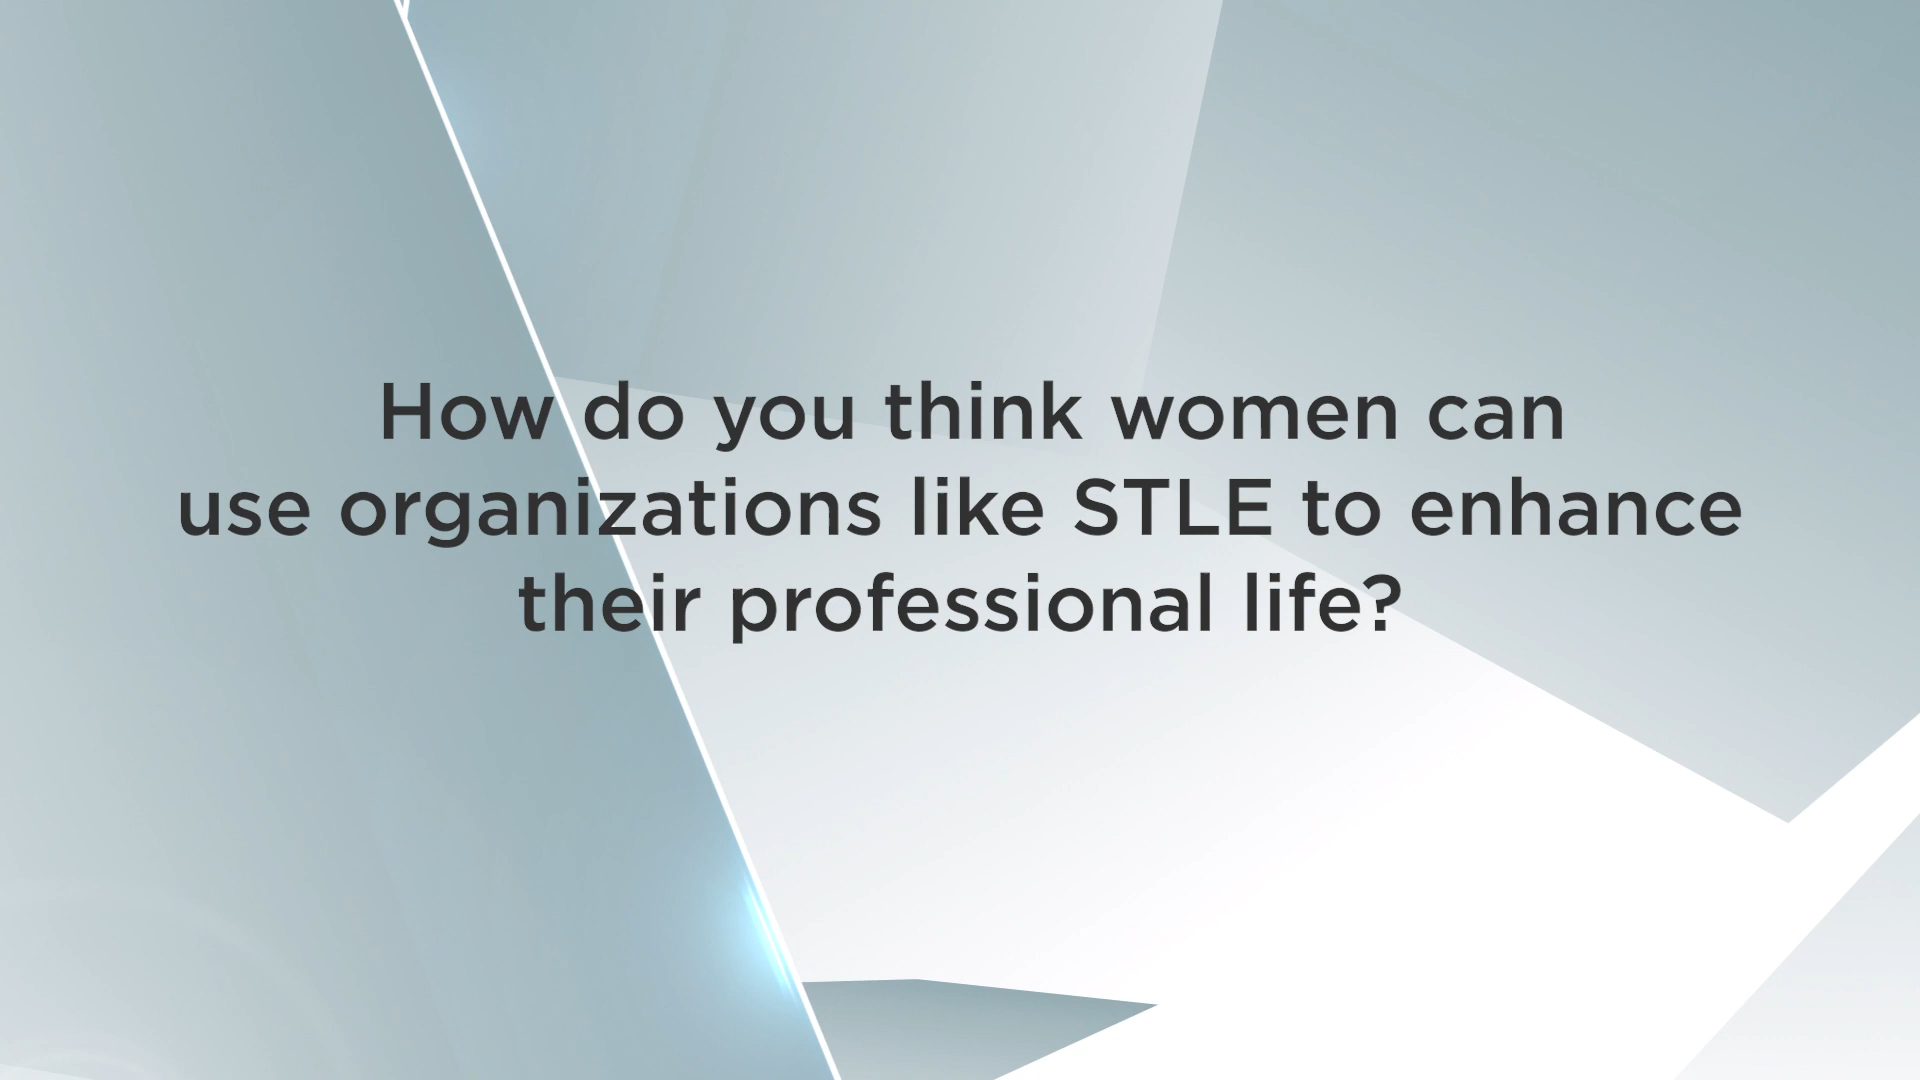 How do you think women can
use organizations like STLE to enhance
their professional life?